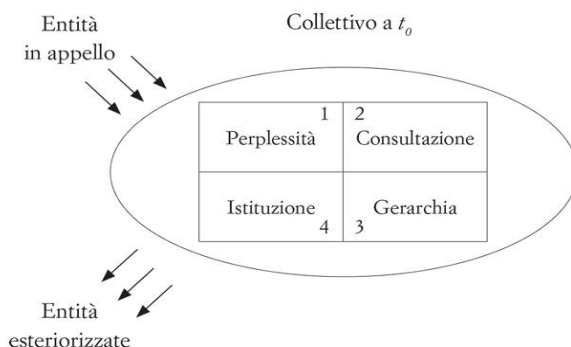 Entità
in appello
Collettivo a t₀
1 2
Perplessità Consultazione
Istituzione Gerarchia
4 3
Entità
esteriorizzate